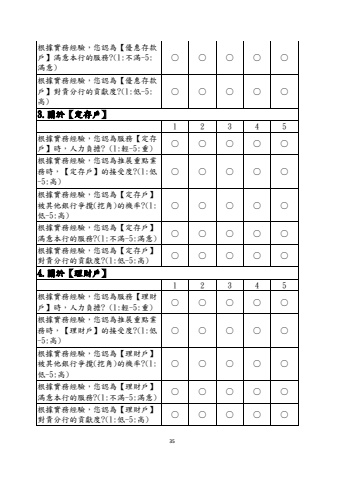 根據實務經驗，您認為【優惠存款
戶】滿意本行的服務?(1:不滿-5:
滿意) ○ ○ ○ ○ ○
根據實務經驗，您認為【優惠存款
戶】對貴分行的貢獻度?(1:低-5:
高) ○ ○ ○ ○ ○
3.關於【定存戶】
1 2 3 4 5
根據實務經驗，您認為服務【定存
戶】時，人力負擔? (1:輕-5:重) ○ ○ ○ ○ ○
根據實務經驗，您認為推展重點業
務時，【定存戶】的接受度?(1:低
-5:高) ○ ○ ○ ○ ○
根據實務經驗，您認為【定存戶】
被其他銀行爭攬(挖角)的機率?(1:
低-5:高) ○ ○ ○ ○ ○
根據實務經驗，您認為【定存戶】
滿意本行的服務?(1:不滿-5:滿意) ○ ○ ○ ○ ○
根據實務經驗，您認為【定存戶】
對貴分行的貢獻度?(1:低-5:高) ○ ○ ○ ○ ○
4.關於【理財戶】
1 2 3 4 5
根據實務經驗，您認為服務【理財
戶】時，人力負擔? (1:輕-5:重) ○ ○ ○ ○ ○
根據實務經驗，您認為推展重點業
務時，【理財戶】的接受度?(1:低
-5:高) ○ ○ ○ ○ ○
根據實務經驗，您認為【理財戶】
被其他銀行爭攬(挖角)的機率?(1:
低-5:高) ○ ○ ○ ○ ○
根據實務經驗，您認為【理財戶】
滿意本行的服務?(1:不滿-5:滿意) ○ ○ ○ ○ ○
根據實務經驗，您認為【理財戶】
對貴分行的貢獻度?(1:低-5:高) ○ ○ ○ ○ ○
35